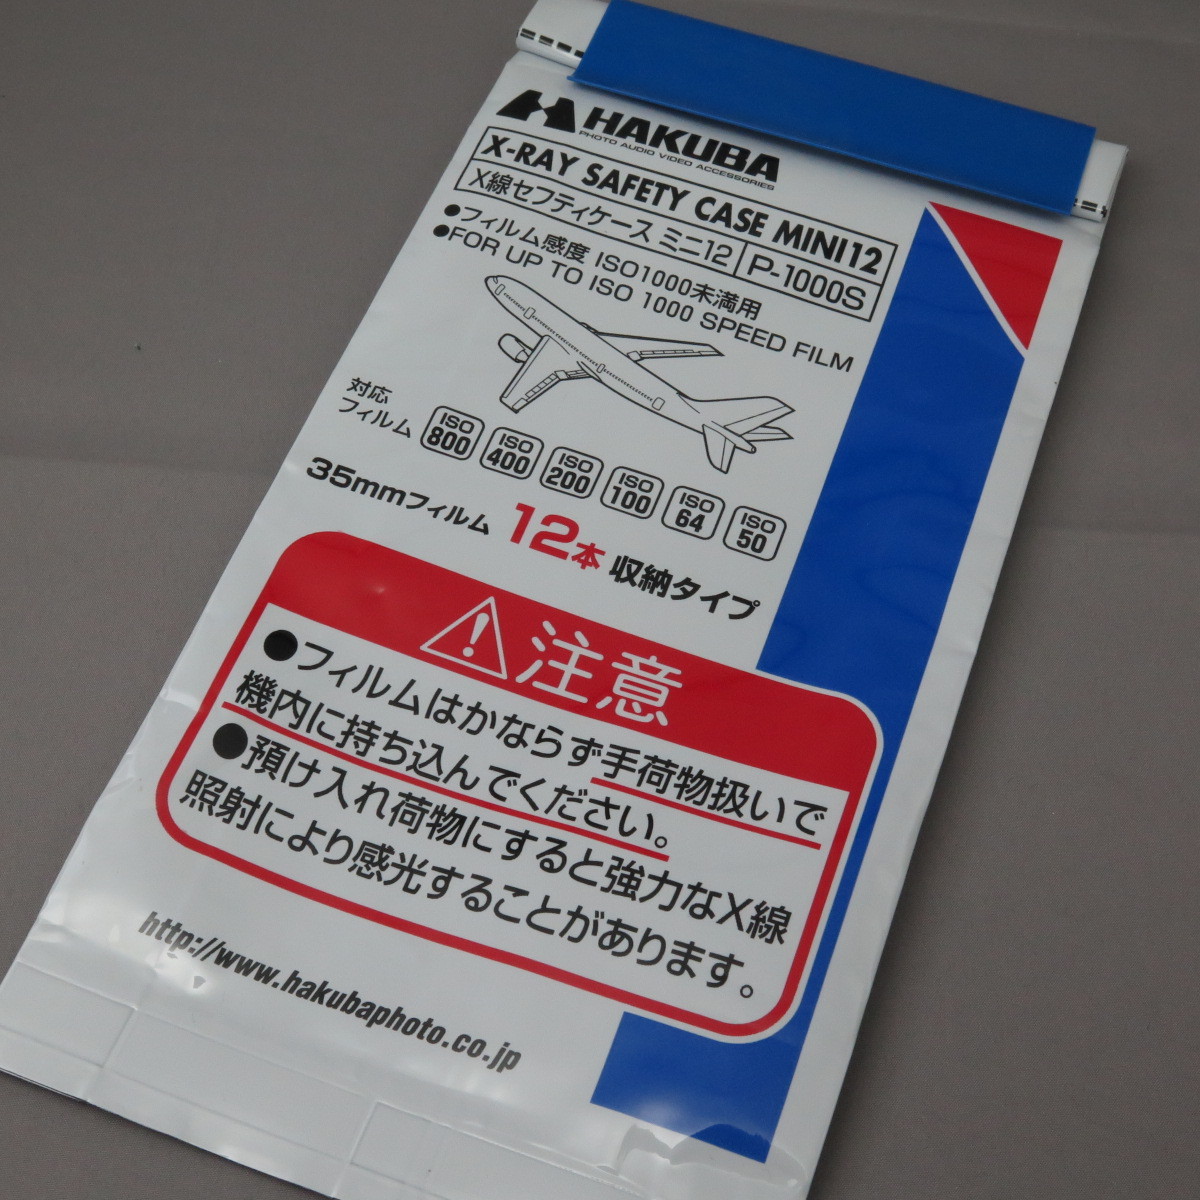 HAKUBA
PHOTO AUDIO VIDEO ACCESSORIES
X-RAY SAFETY CASE MINI12
X線セフティケース ミニ12 P-1000S
●フィルム感度 ISO1000未満用
●FOR UP TO ISO 1000 SPEED FILM
対応
フィルム
ISO 800 ISO 400 ISO 200 ISO 100 ISO 64 ISO 50
35mmフィルム 12本 収納タイプ
注意
●フィルムはかならず手荷物扱いで
機内に持ち込んでください。
●預け入れ荷物にすると強力なX線
照射により感光することがあります。
http://www.hakubaphoto.co.jp